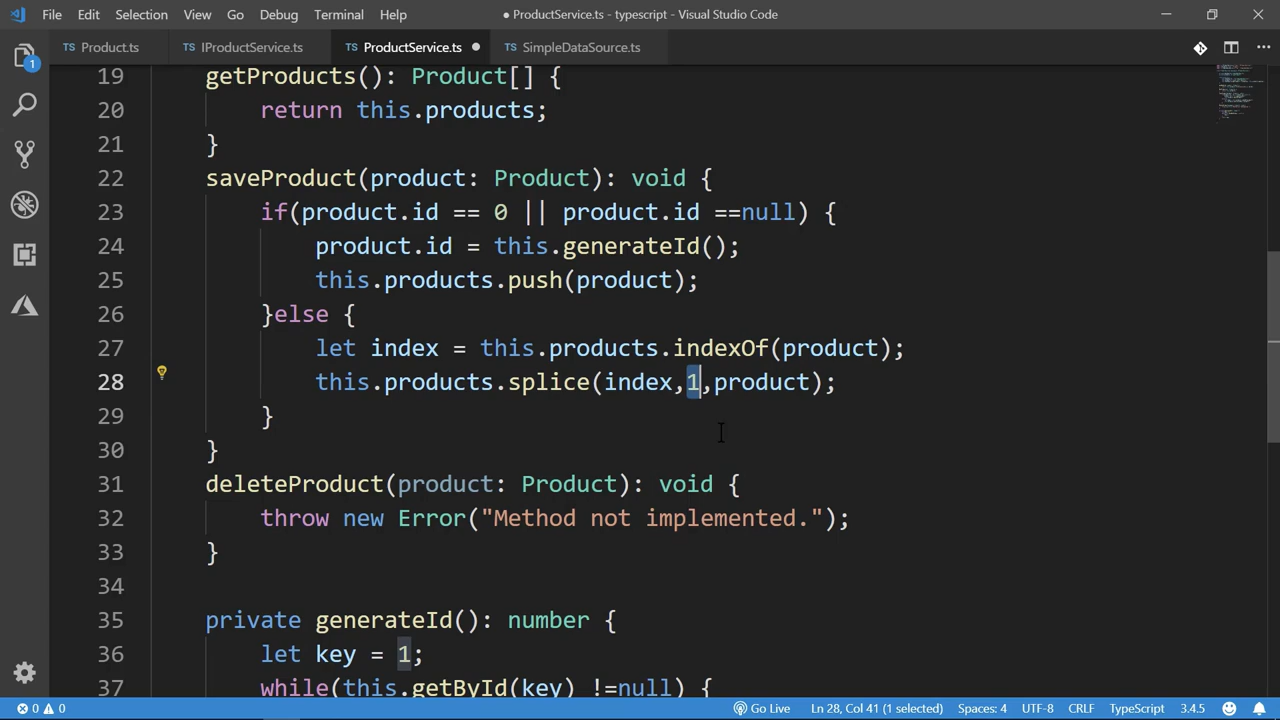 File Edit Selection View Go Debug Terminal Help ● ProductService.ts - typescript - Visual Studio Code
TS Product.ts TS IProductService.ts TS ProductService.ts ● TS SimpleDataSource.ts
1
19 getProducts(): Product[] {
20 return this.products;
21 }
22 saveProduct(product: Product): void {
23 if(product.id == 0 || product.id ==null) {
24 product.id = this.generateId();
25 this.products.push(product);
26 }else {
27 let index = this.products.indexOf(product);
28 this.products.splice(index,1,product);
29 }
30 }
31 deleteProduct(product: Product): void {
32 throw new Error("Method not implemented.");
33 }
34
35 private generateId(): number {
36 let key = 1;
37 while(this.getById(key) !=null) {
0 0 Go Live Ln 28, Col 41 (1 selected) Spaces: 4 UTF-8 CRLF TypeScript 3.4.5